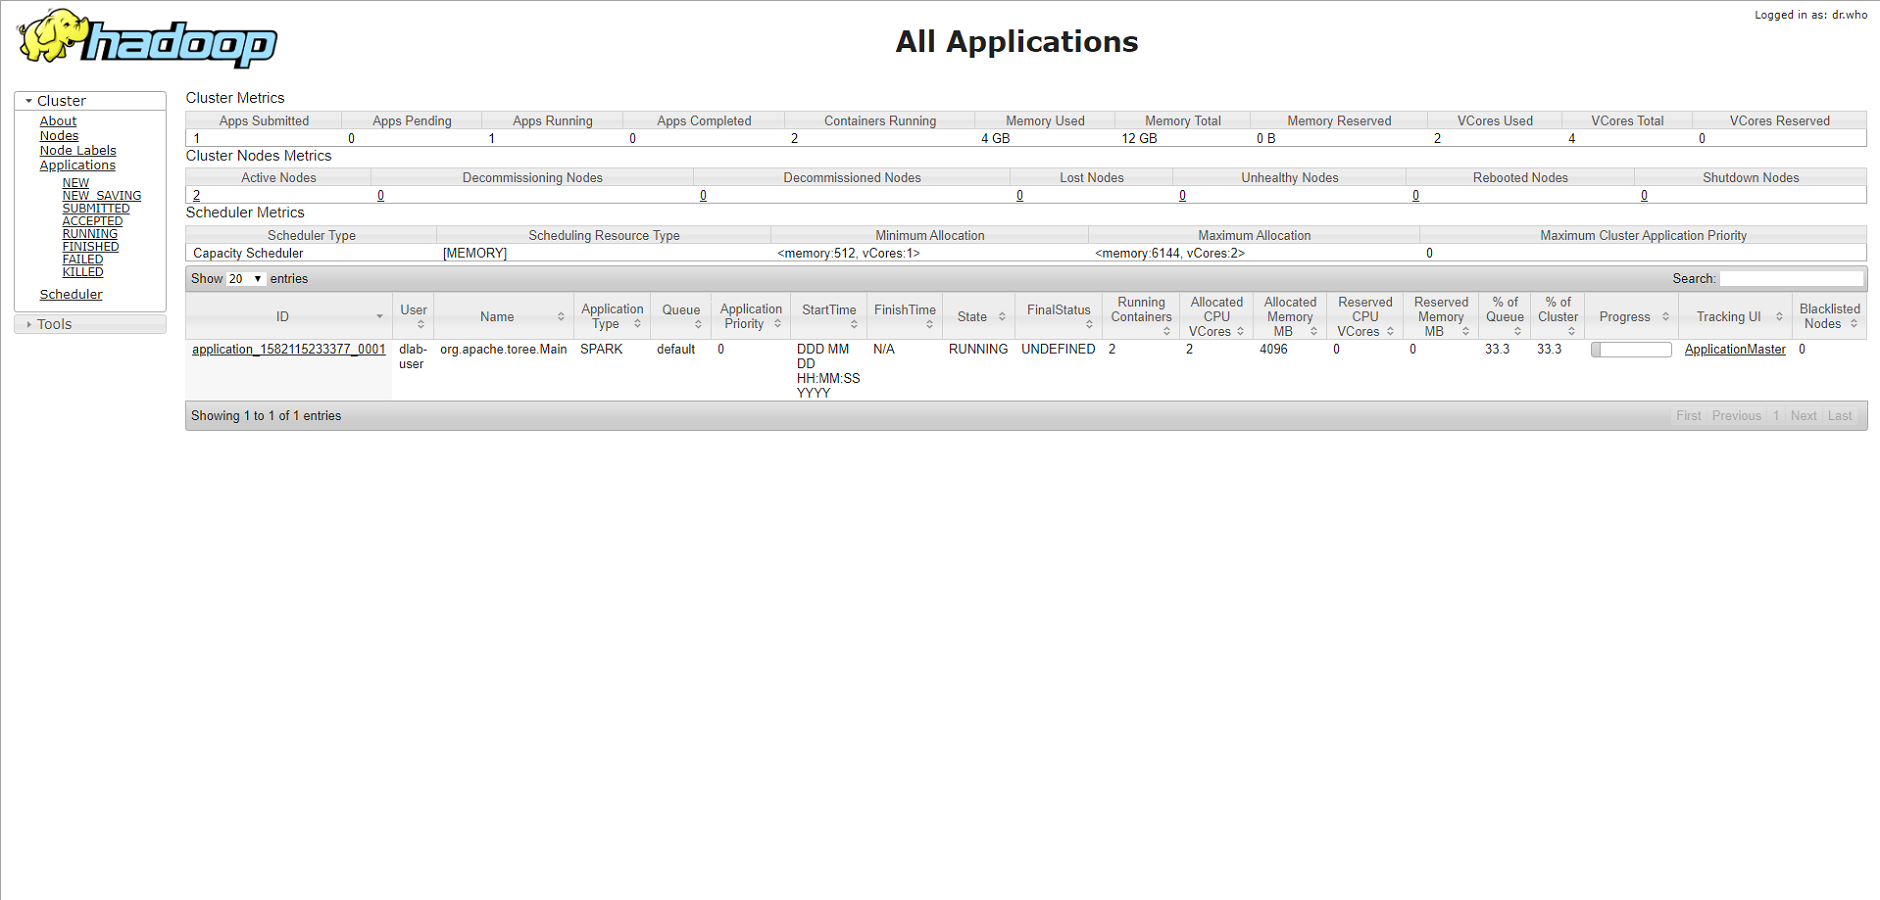 hadoop
All Applications
Logged in as: dr.who
Cluster
About
Nodes
Node Labels
Applications
NEW
NEW_SAVING
SUBMITTED
ACCEPTED
RUNNING
FINISHED
FAILED
KILLED
Scheduler
Tools
Cluster Metrics
Apps Submitted Apps Pending Apps Running Apps Completed Containers Running Memory Used Memory Total Memory Reserved VCores Used VCores Total VCores Reserved
1 0 1 0 2 4 GB 12 GB 0 B 2 4 0
Cluster Nodes Metrics
Active Nodes Decommissioning Nodes Decommissioned Nodes Lost Nodes Unhealthy Nodes Rebooted Nodes Shutdown Nodes
2 0 0 0 0 0 0
Scheduler Metrics
Scheduler Type Scheduling Resource Type Minimum Allocation Maximum Allocation Maximum Cluster Application Priority
Capacity Scheduler [MEMORY] <memory:512, vCores:1> <memory:6144, vCores:2> 0
Show 20 entries Search:
ID User Name Application Type Queue Application Priority StartTime FinishTime State FinalStatus Running Containers Allocated CPU VCores Allocated Memory MB Reserved CPU VCores Reserved Memory MB % of Queue % of Cluster Progress Tracking UI Blacklisted Nodes
application_1582115233377_0001 dlab-user org.apache.toree.Main SPARK default 0 DDD MM DD HH:MM:SS YYYY N/A RUNNING UNDEFINED 2 2 4096 0 0 33.3 33.3 ApplicationMaster 0
Showing 1 to 1 of 1 entries First Previous 1 Next Last